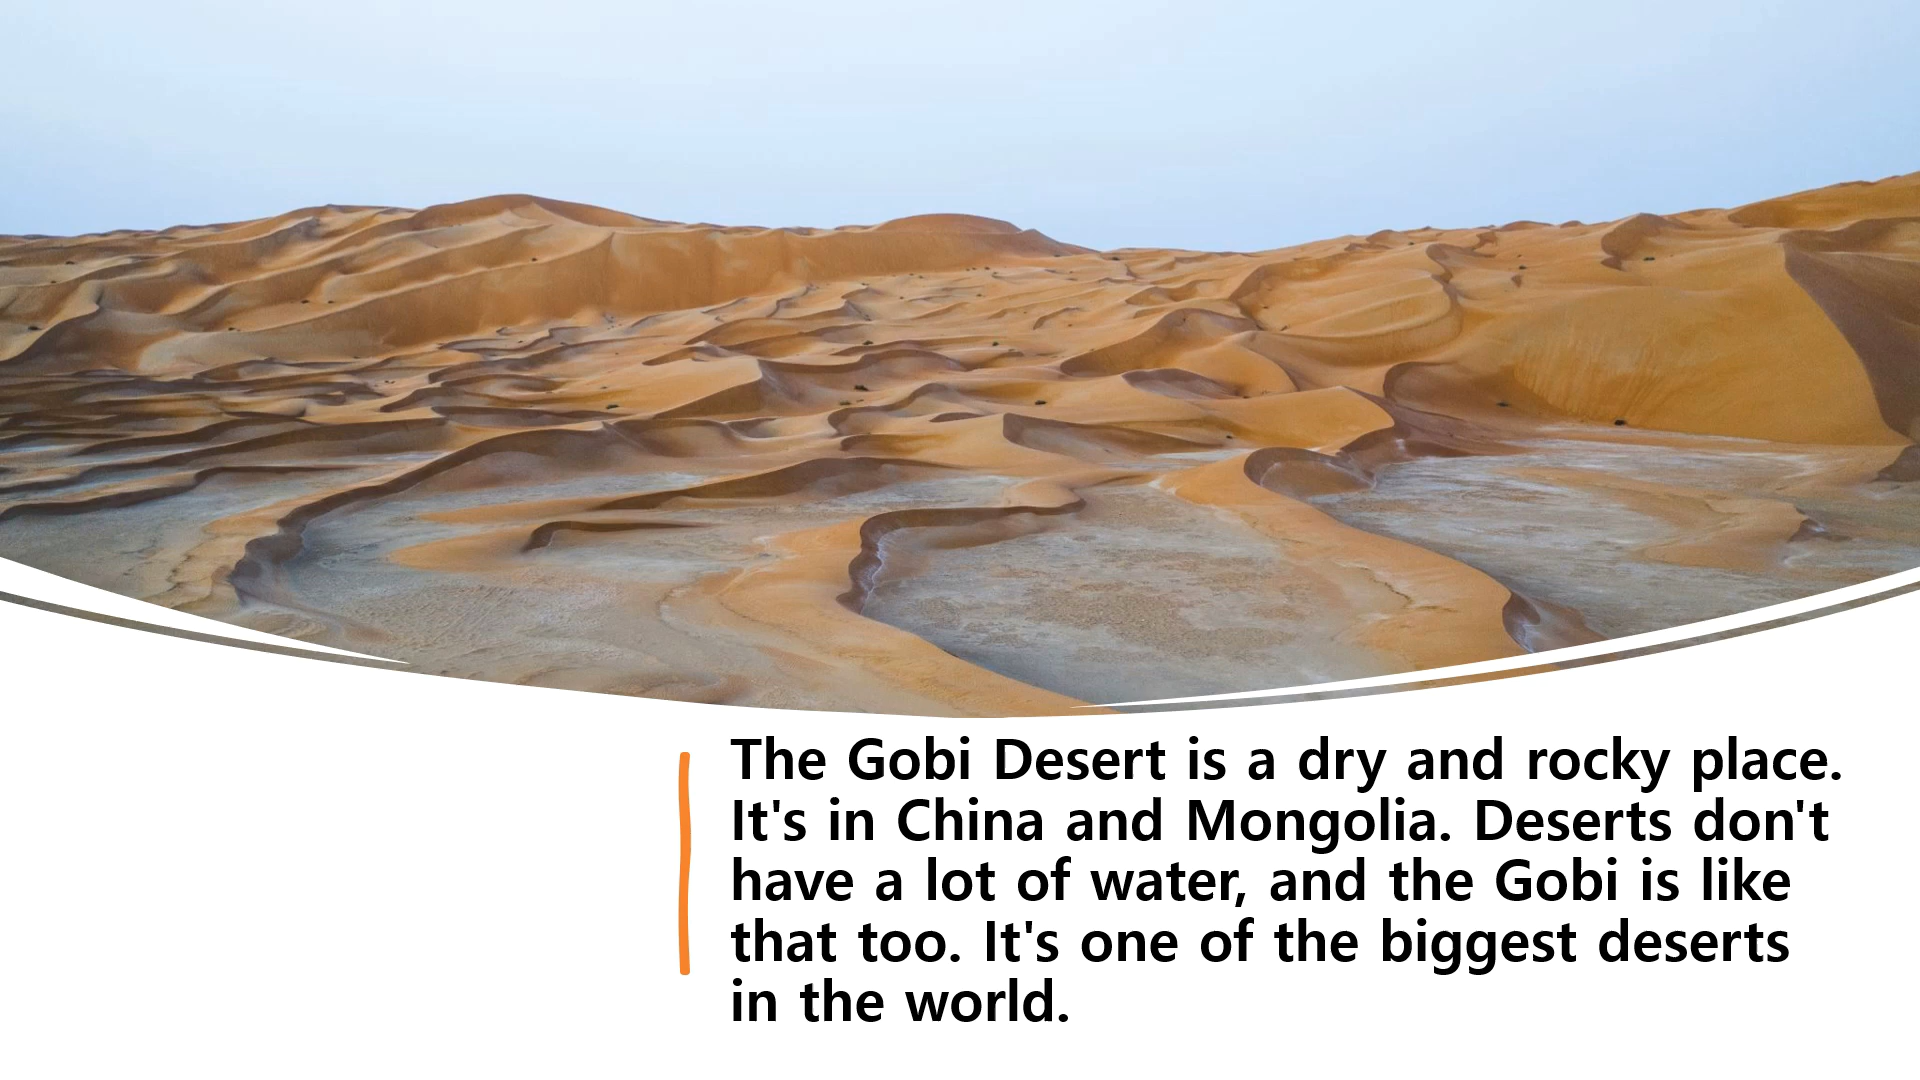 The Gobi Desert is a dry and rocky place.
It's in China and Mongolia. Deserts don't
have a lot of water, and the Gobi is like
that too. It's one of the biggest deserts
in the world.